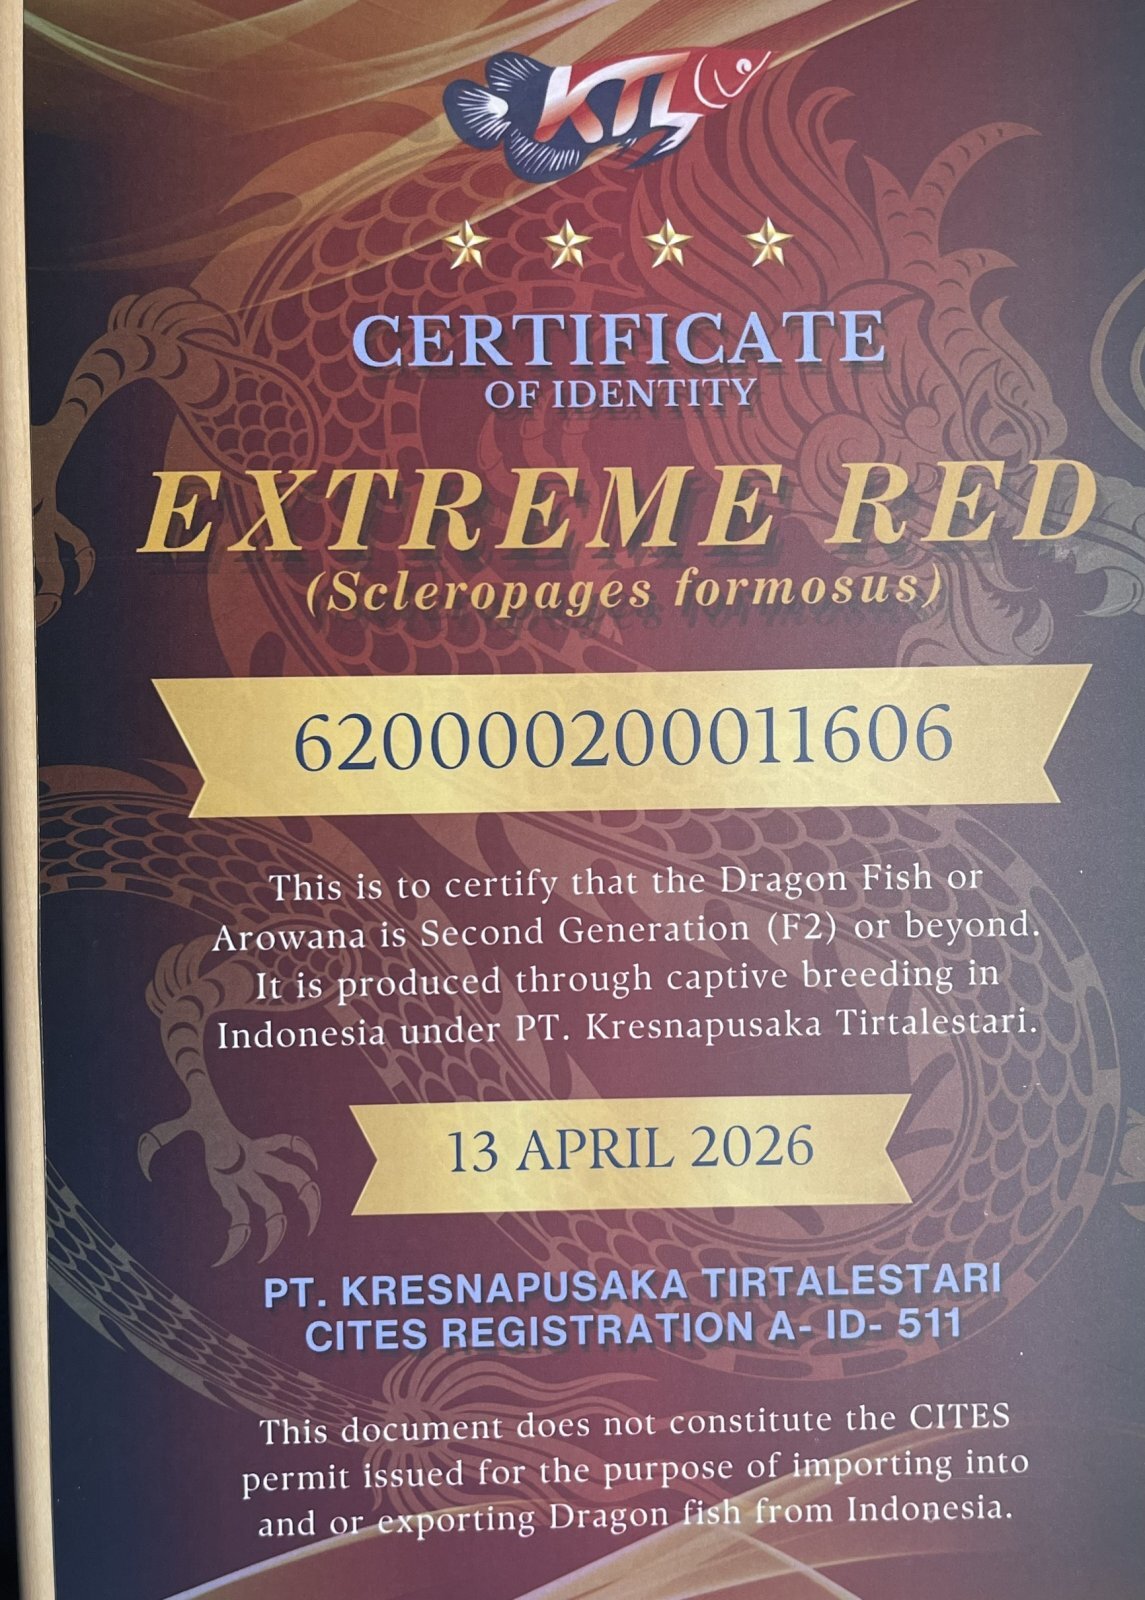 KTL
CERTIFICATE
OF IDENTITY
EXTREME RED
(Scleropages formosus)
620000200011606
This is to certify that the Dragon Fish or
Arowana is Second Generation (F2) or beyond.
It is produced through captive breeding in
Indonesia under PT. Kresnapusaka Tirtalestari.
13 APRIL 2026
PT. KRESNAPUSAKA TIRTALESTARI
CITES REGISTRATION A- ID- 511
This document does not constitute the CITES
permit issued for the purpose of importing into
and or exporting Dragon fish from Indonesia.